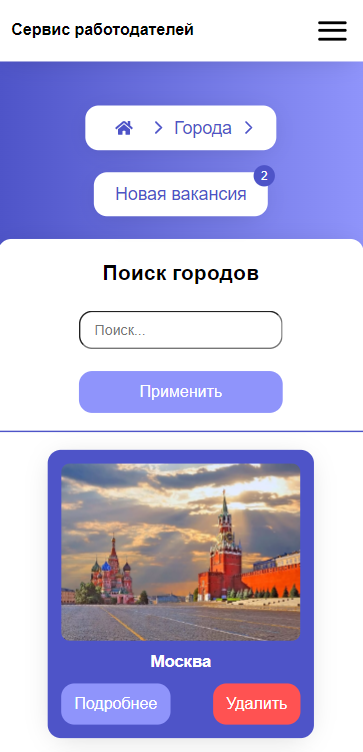 Сервис работодателей
Города
2
Новая вакансия
Поиск городов
Поиск...
Применить
Москва
Подробнее
Удалить